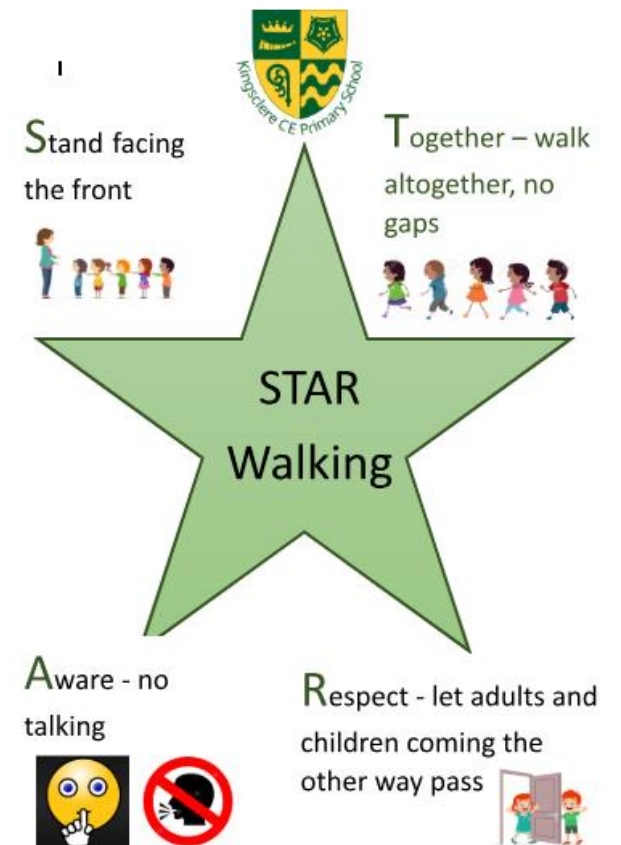 Kingsclere CE Primary School
I
Stand facing
the front
Together – walk
altogether, no
gaps
STAR
Walking
Aware - no
talking
Respect - let adults and
children coming the
other way pass